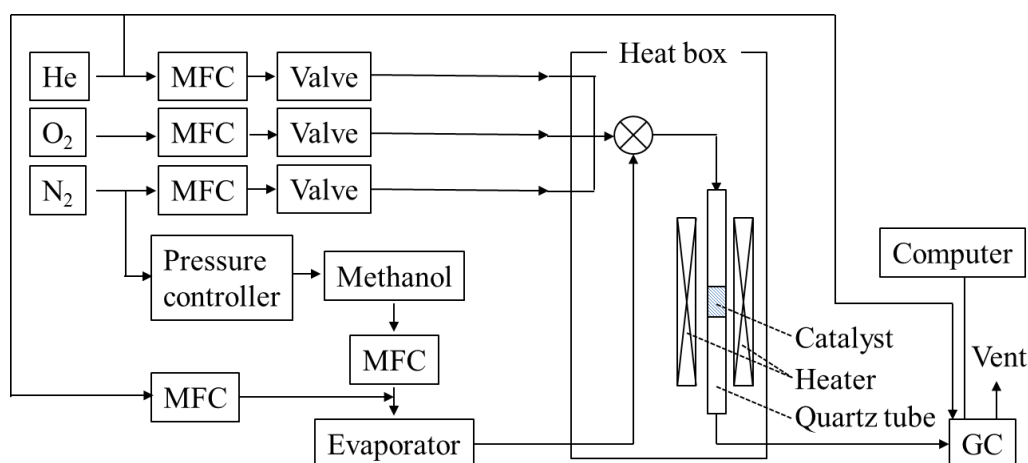 Heat box
He
MFC
Valve
O₂
MFC
Valve
N₂
MFC
Valve
Pressure
controller
Methanol
Computer
MFC
Catalyst
Vent
Heater
MFC
Quartz tube
Evaporator
GC